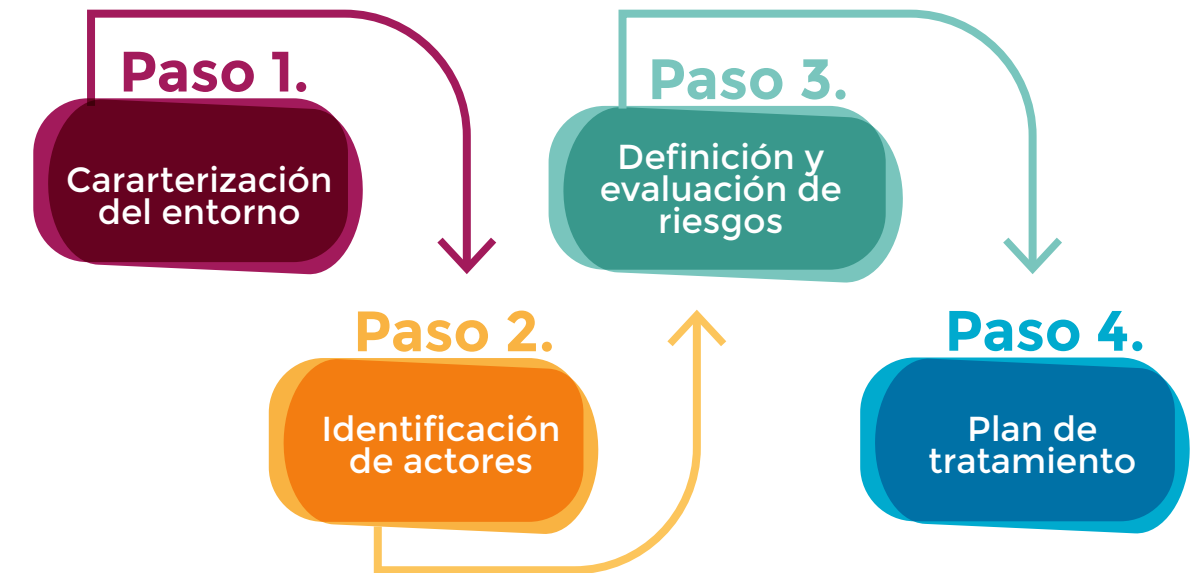 Paso 1.
Cararterización
del entorno
Paso 2.
Identificación
de actores
Paso 3.
Definición y
evaluación de
riesgos
Paso 4.
Plan de
tratamiento